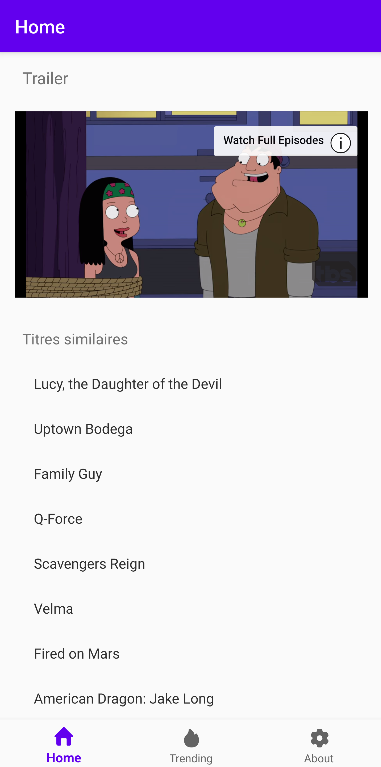 Home
Trailer
Watch Full Episodes
tbs
Titres similaires
Lucy, the Daughter of the Devil
Uptown Bodega
Family Guy
Q-Force
Scavengers Reign
Velma
Fired on Mars
American Dragon: Jake Long
Home
Trending
About